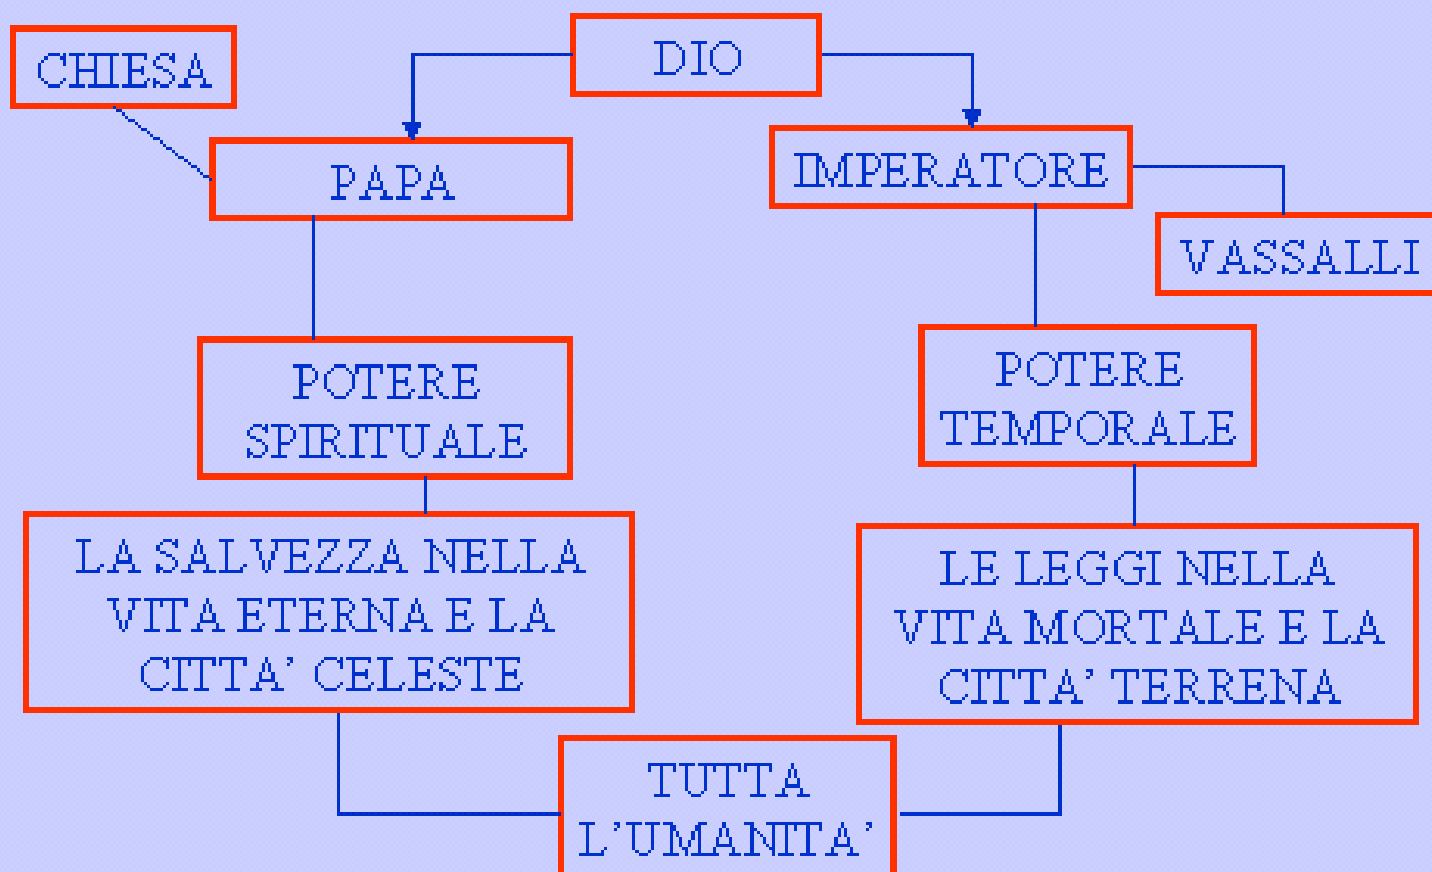 DIO
CHIESA
PAPA
IMPERATORE
VASSALLI
POTERE
SPIRITUALE
POTERE
TEMPORALE
LA SALVEZZA NELLA
VITA ETERNA E LA
CITTA’ CELESTE
LE LEGGI NELLA
VITA MORTALE E LA
CITTA’ TERRENA
TUTTA
L’UMANITA’